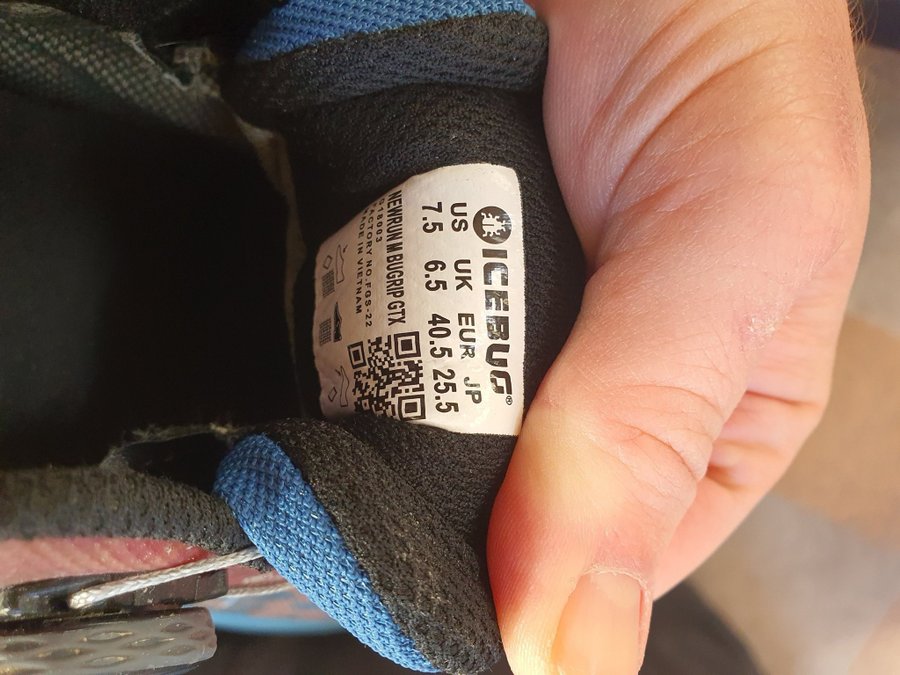 ICEBUG®
US UK EUR JP
7.5 6.5 40.5 25.5
NEWRUN M BUGRIP GTX
FACTORY NO.FGS-22
MADE IN VIETNAM